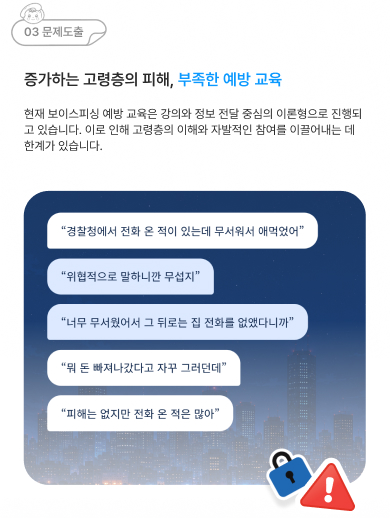 03 문제도출
증가하는 고령층의 피해, 부족한 예방 교육
현재 보이스피싱 예방 교육은 강의와 정보 전달 중심의 이론형으로 진행되
고 있습니다. 이로 인해 고령층의 이해와 자발적인 참여를 이끌어내는 데
한계가 있습니다.
“경찰청에서 전화 온 적이 있는데 무서워서 애먹었어”
“위협적으로 말하니깐 무섭지”
“너무 무서웠어서 그 뒤로는 집 전화를 없앴다니까”
“뭐 돈 빠져나갔다고 자꾸 그러던데”
“피해는 없지만 전화 온 적은 많아”